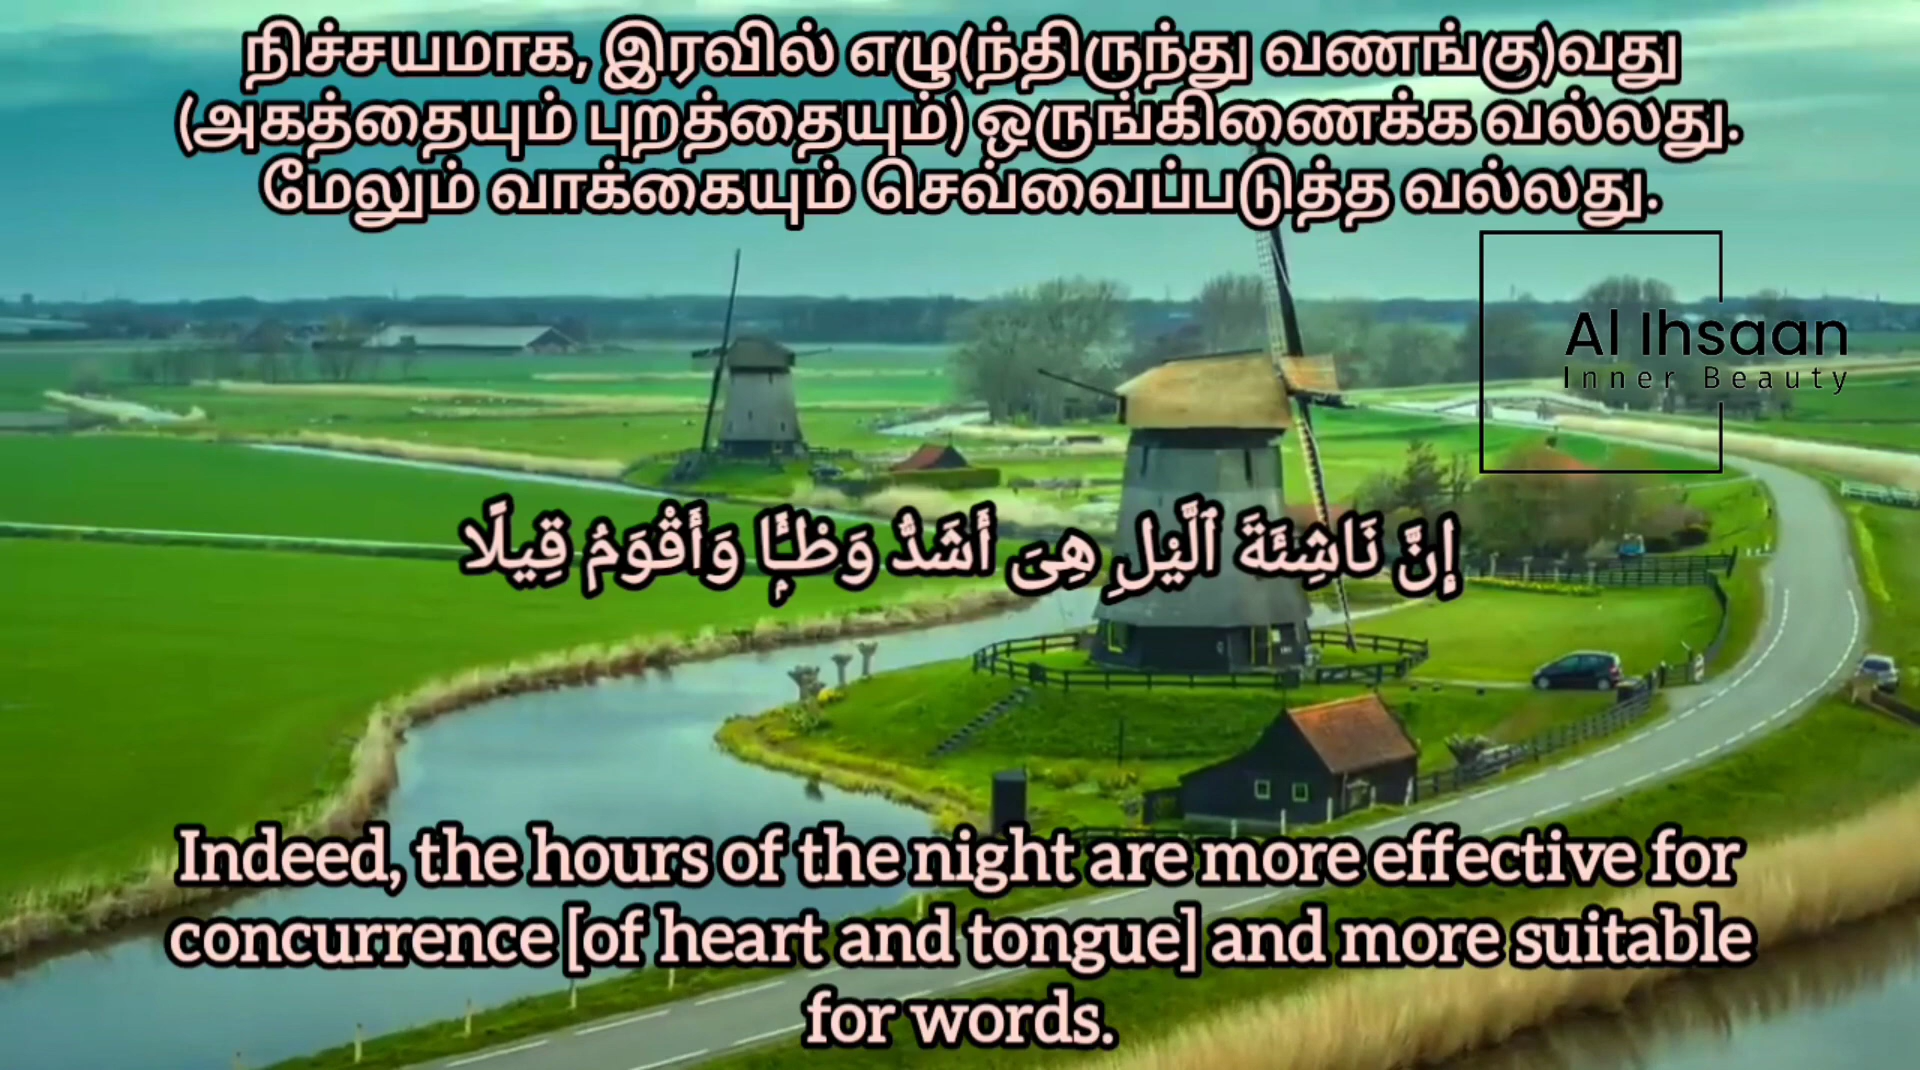 நிச்சயமாக, இரவில் எழு(ந்திருந்து வணங்கு)வது
(அகத்தையும் புறத்தையும்) ஒருங்கிணைக்க வல்லது.
மேலும் வாக்கையும் செவ்வைப்படுத்த வல்லது.
Al Ihsaan
Inner Beauty
إِنَّ نَاشِئَةَ ٱلَّيْلِ هِىَ أَشَدُّ وَطْـًٔا وَأَقْوَمُ قِيلًا
Indeed, the hours of the night are more effective for
concurrence [of heart and tongue] and more suitable
for words.